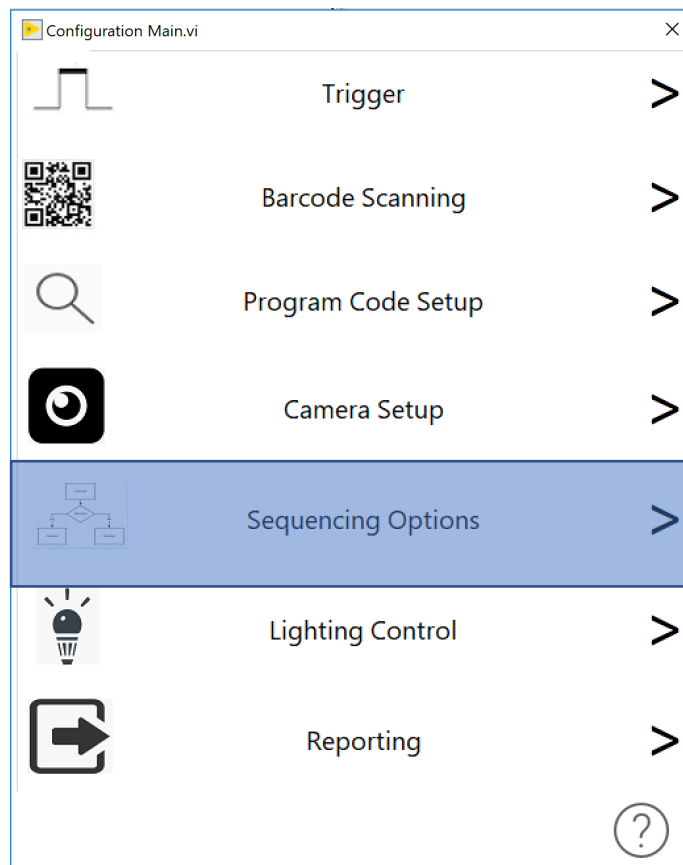 Configuration Main.vi
Trigger >
Barcode Scanning >
Program Code Setup >
Camera Setup >
Sequencing Options >
Lighting Control >
Reporting >
?